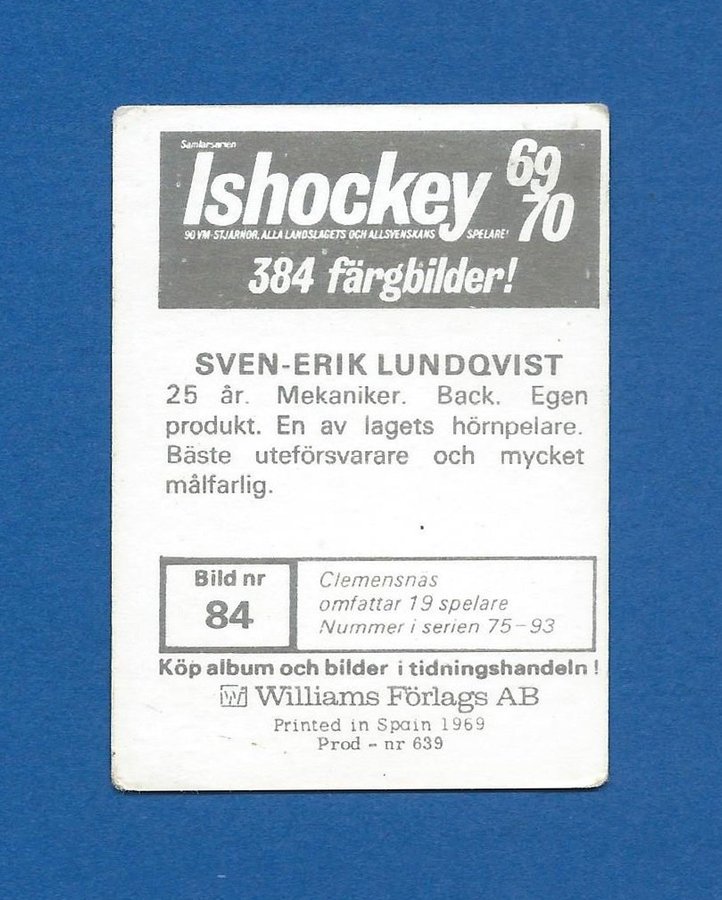 Samlarserien
Ishockey 69
70
90 VM-STJÄRNOR, ALLA LANDSLAGETS OCH ALLSVENSKANS SPELARE!
384 färgbilder!
SVEN-ERIK LUNDQVIST
25 år. Mekaniker. Back. Egen
produkt. En av lagets hörnpelare.
Bäste uteförsvarare och mycket
målfarlig.
Bild nr
84
Clemensnäs
omfattar 19 spelare
Nummer i serien 75-93
Köp album och bilder i tidningshandeln!
Williams Förlags AB
Printed in Spain 1969
Prod - nr 639